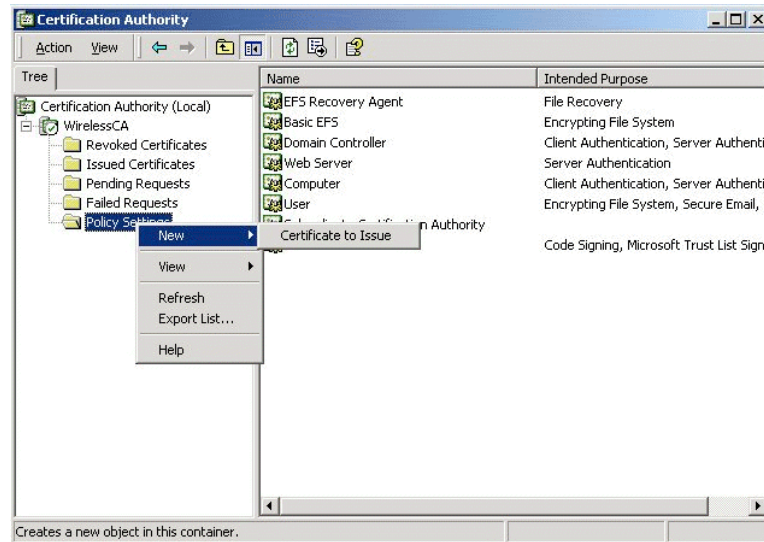 Certification Authority
Action View
Tree
Name Intended Purpose
Certification Authority (Local)
WirelessCA
Revoked Certificates
Issued Certificates
Pending Requests
Failed Requests
Policy Settings
EFS Recovery Agent File Recovery
Basic EFS Encrypting File System
Domain Controller Client Authentication, Server Authenti
Web Server Server Authentication
Computer Client Authentication, Server Authenti
User Encrypting File System, Secure Email,
Subordinate Certification Authority
Code Signing, Microsoft Trust List Sign
New
Certificate to Issue
View
Refresh
Export List...
Help
Creates a new object in this container.